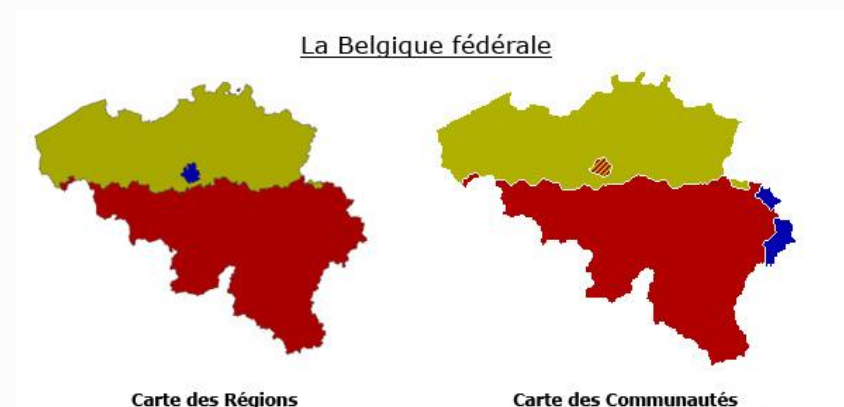 La Belgique fédérale
Carte des Régions
Carte des Communautés